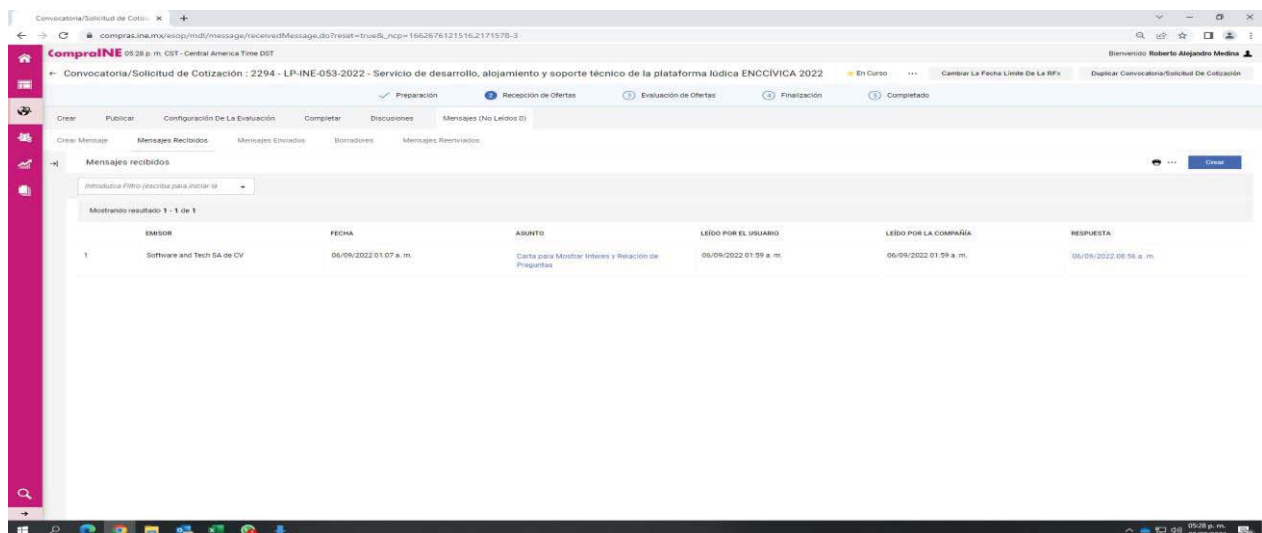 Convocatoria/Solicitud de Cotiz
compras.ine.mx/esop/mdt/message/receivedMessage.do?reset=true&_ncp=1662676121516.2171578-3
CompraINE 05:28 p. m. CST - Central America Time DST
Bienvenido Roberto Alejandro Medina
Convocatoria/Solicitud de Cotización : 2294 - LP-INE-053-2022 - Servicio de desarrollo, alojamiento y soporte técnico de la plataforma lúdica ENCCÍVICA 2022
En Curso ... Cambiar La Fecha Límite De La RFx Duplicar Convocatoria/Solicitud De Cotización
Preparación 2 Recepción de Ofertas 3 Evaluación de Ofertas 4 Finalización 5 Completado
Crear Publicar Configuración De La Evaluación Completar Discusiones Mensajes (No Leídos 0)
Crear Mensaje Mensajes Recibidos Mensajes Enviados Borradores Mensajes Reenviados
Mensajes recibidos
... Crear
Introduzca Filtro (escriba para iniciar la
Mostrando resultado 1 - 1 de 1
EMISOR FECHA ASUNTO LEÍDO POR EL USUARIO LEÍDO POR LA COMPAÑÍA RESPUESTA
1 Software and Tech SA de CV 06/09/2022 01:07 a. m. Carta para Mostrar Interes y Relación de Preguntas 06/09/2022 01:59 a. m. 06/09/2022 01:59 a. m. 06/09/2022 08:56 a. m.
05:28 p. m.